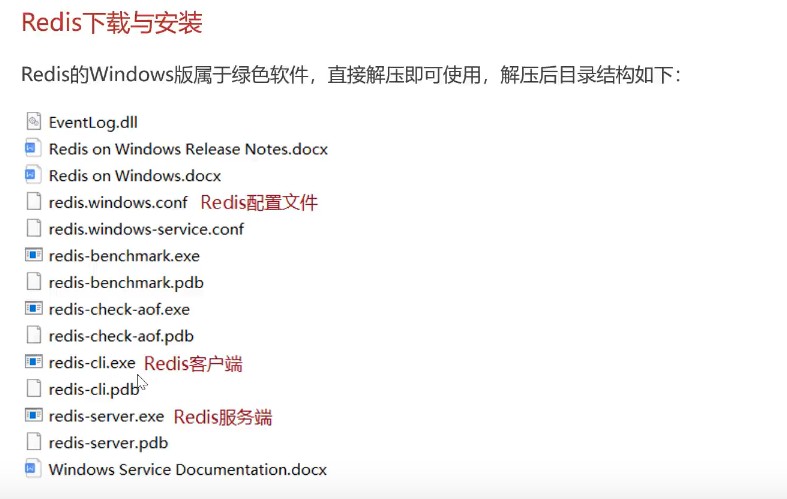 Redis下载与安装
Redis的Windows版属于绿色软件，直接解压即可使用，解压后目录结构如下：
EventLog.dll
Redis on Windows Release Notes.docx
Redis on Windows.docx
redis.windows.conf Redis配置文件
redis.windows-service.conf
redis-benchmark.exe
redis-benchmark.pdb
redis-check-aof.exe
redis-check-aof.pdb
redis-cli.exe Redis客户端
redis-cli.pdb
redis-server.exe Redis服务端
redis-server.pdb
Windows Service Documentation.docx